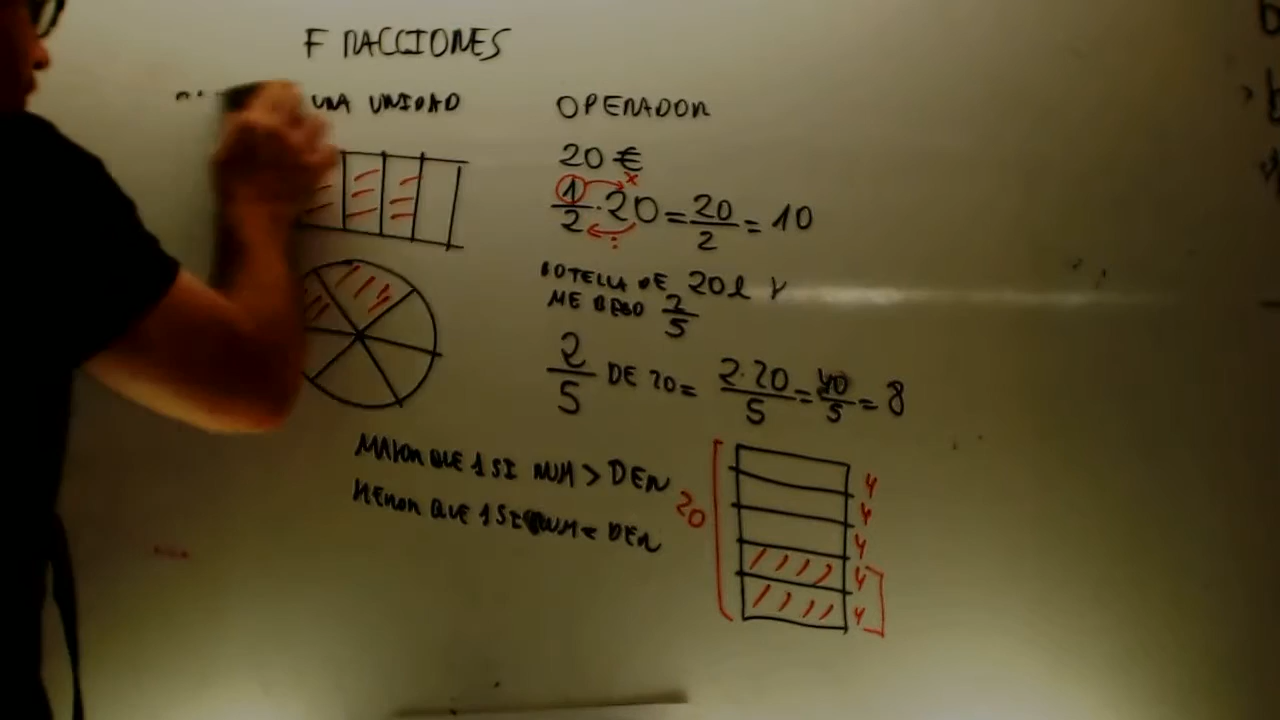 FRACCIONES
UNA UNIDAD
OPERADOR
20 €
x
1/2 · 20 = 20/2 = 10
:
BOTELLA DE 20 l Y
ME BEBO 2/5
2/5 DE 20 = 2·20/5 = 40/5 = 8
MAYOR QUE 1 SI NUM > DEN
MENOR QUE 1 SI NUM < DEN
20
4
4
4
4
4